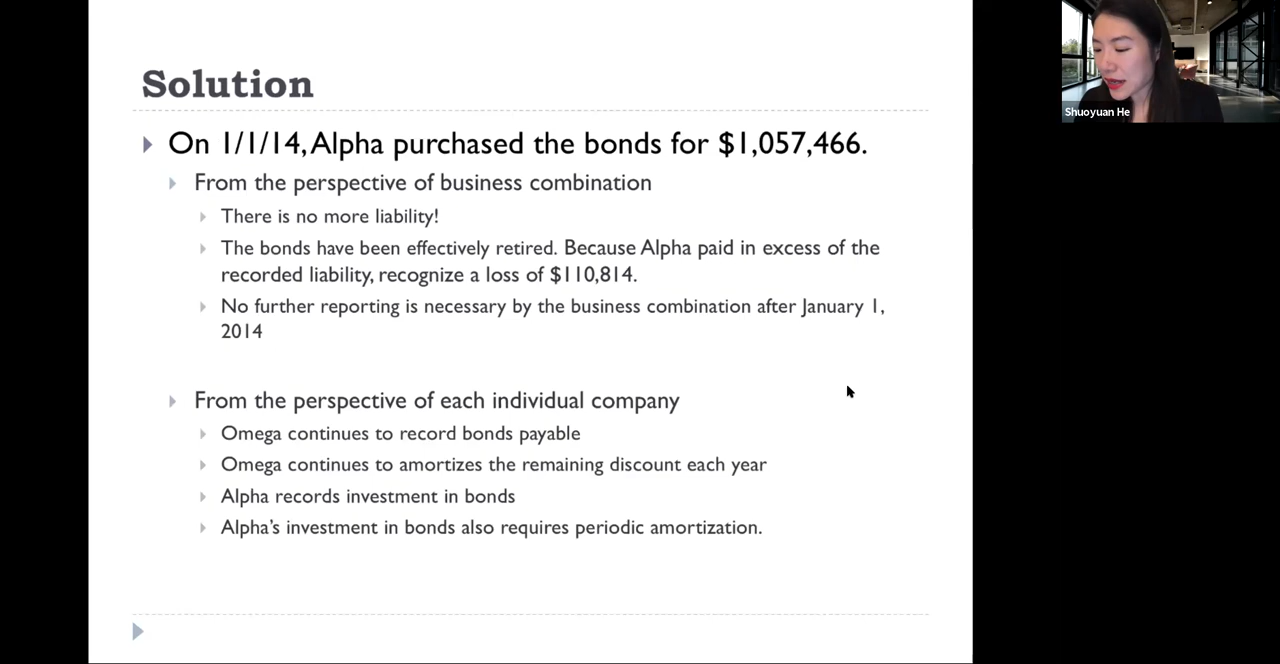 Solution
On 1/1/14, Alpha purchased the bonds for $1,057,466.
From the perspective of business combination
There is no more liability!
The bonds have been effectively retired. Because Alpha paid in excess of the
recorded liability, recognize a loss of $110,814.
No further reporting is necessary by the business combination after January 1,
2014
From the perspective of each individual company
Omega continues to record bonds payable
Omega continues to amortizes the remaining discount each year
Alpha records investment in bonds
Alpha's investment in bonds also requires periodic amortization.
Shuoyuan He